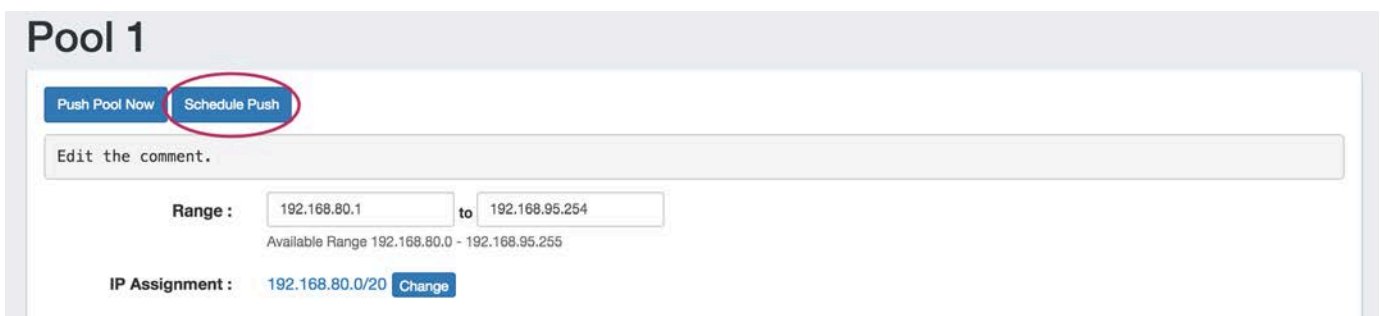 Pool 1
Push Pool Now Schedule Push
Edit the comment.
Range : 192.168.80.1 to 192.168.95.254
Available Range 192.168.80.0 - 192.168.95.255
IP Assignment : 192.168.80.0/20 Change